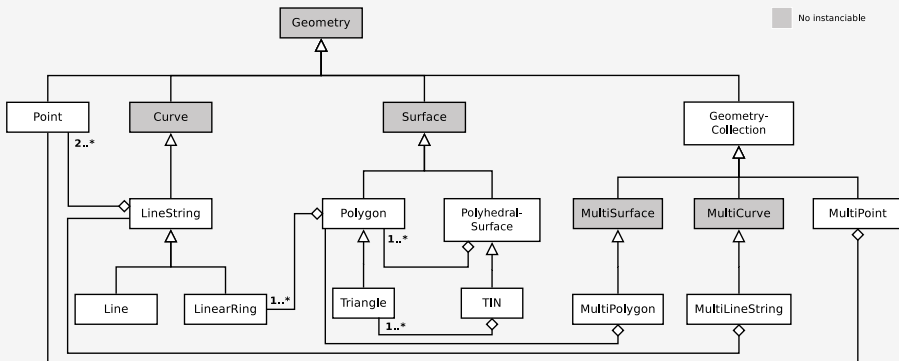 Geometry
No instanciable
Point
Curve
Surface
Geometry-
Collection
2..*
LineString
Polygon
Polyhedral-
Surface
MultiSurface
MultiCurve
MultiPoint
1..*
Line
LinearRing
1..*
Triangle
TIN
MultiPolygon
MultiLineString
1..*